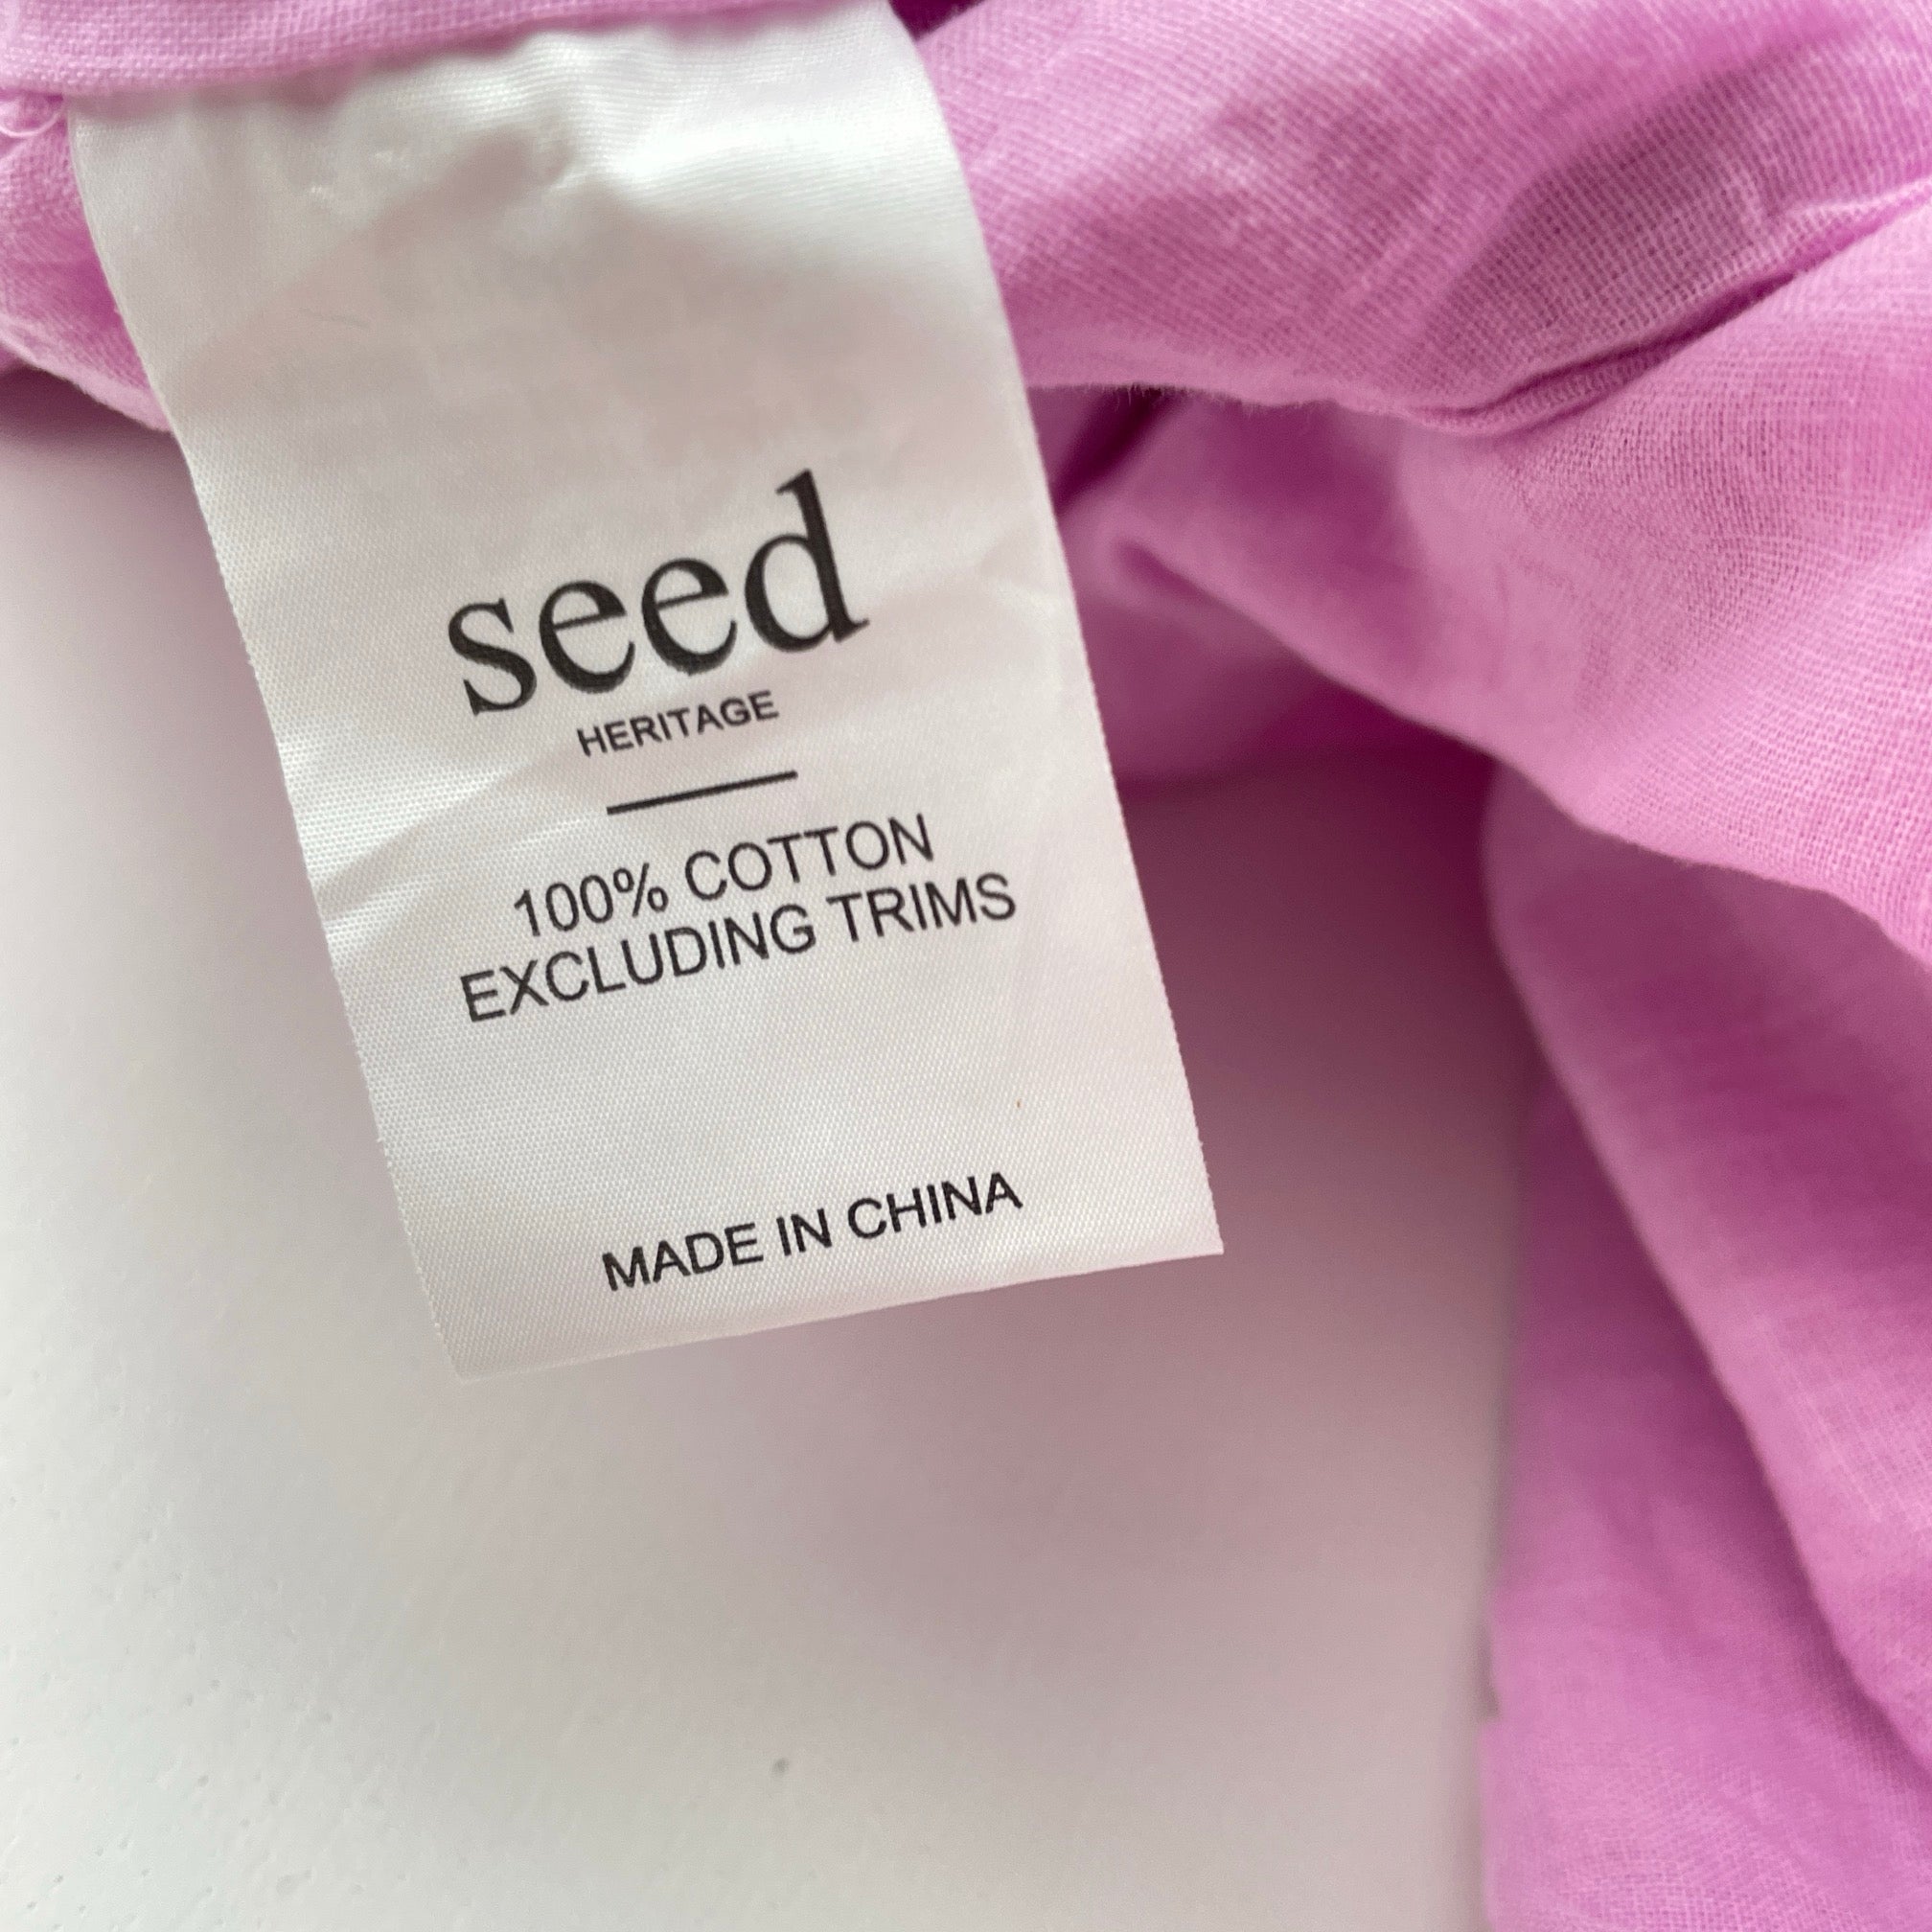 seed
HERITAGE
100% COTTON
EXCLUDING TRIMS
MADE IN CHINA